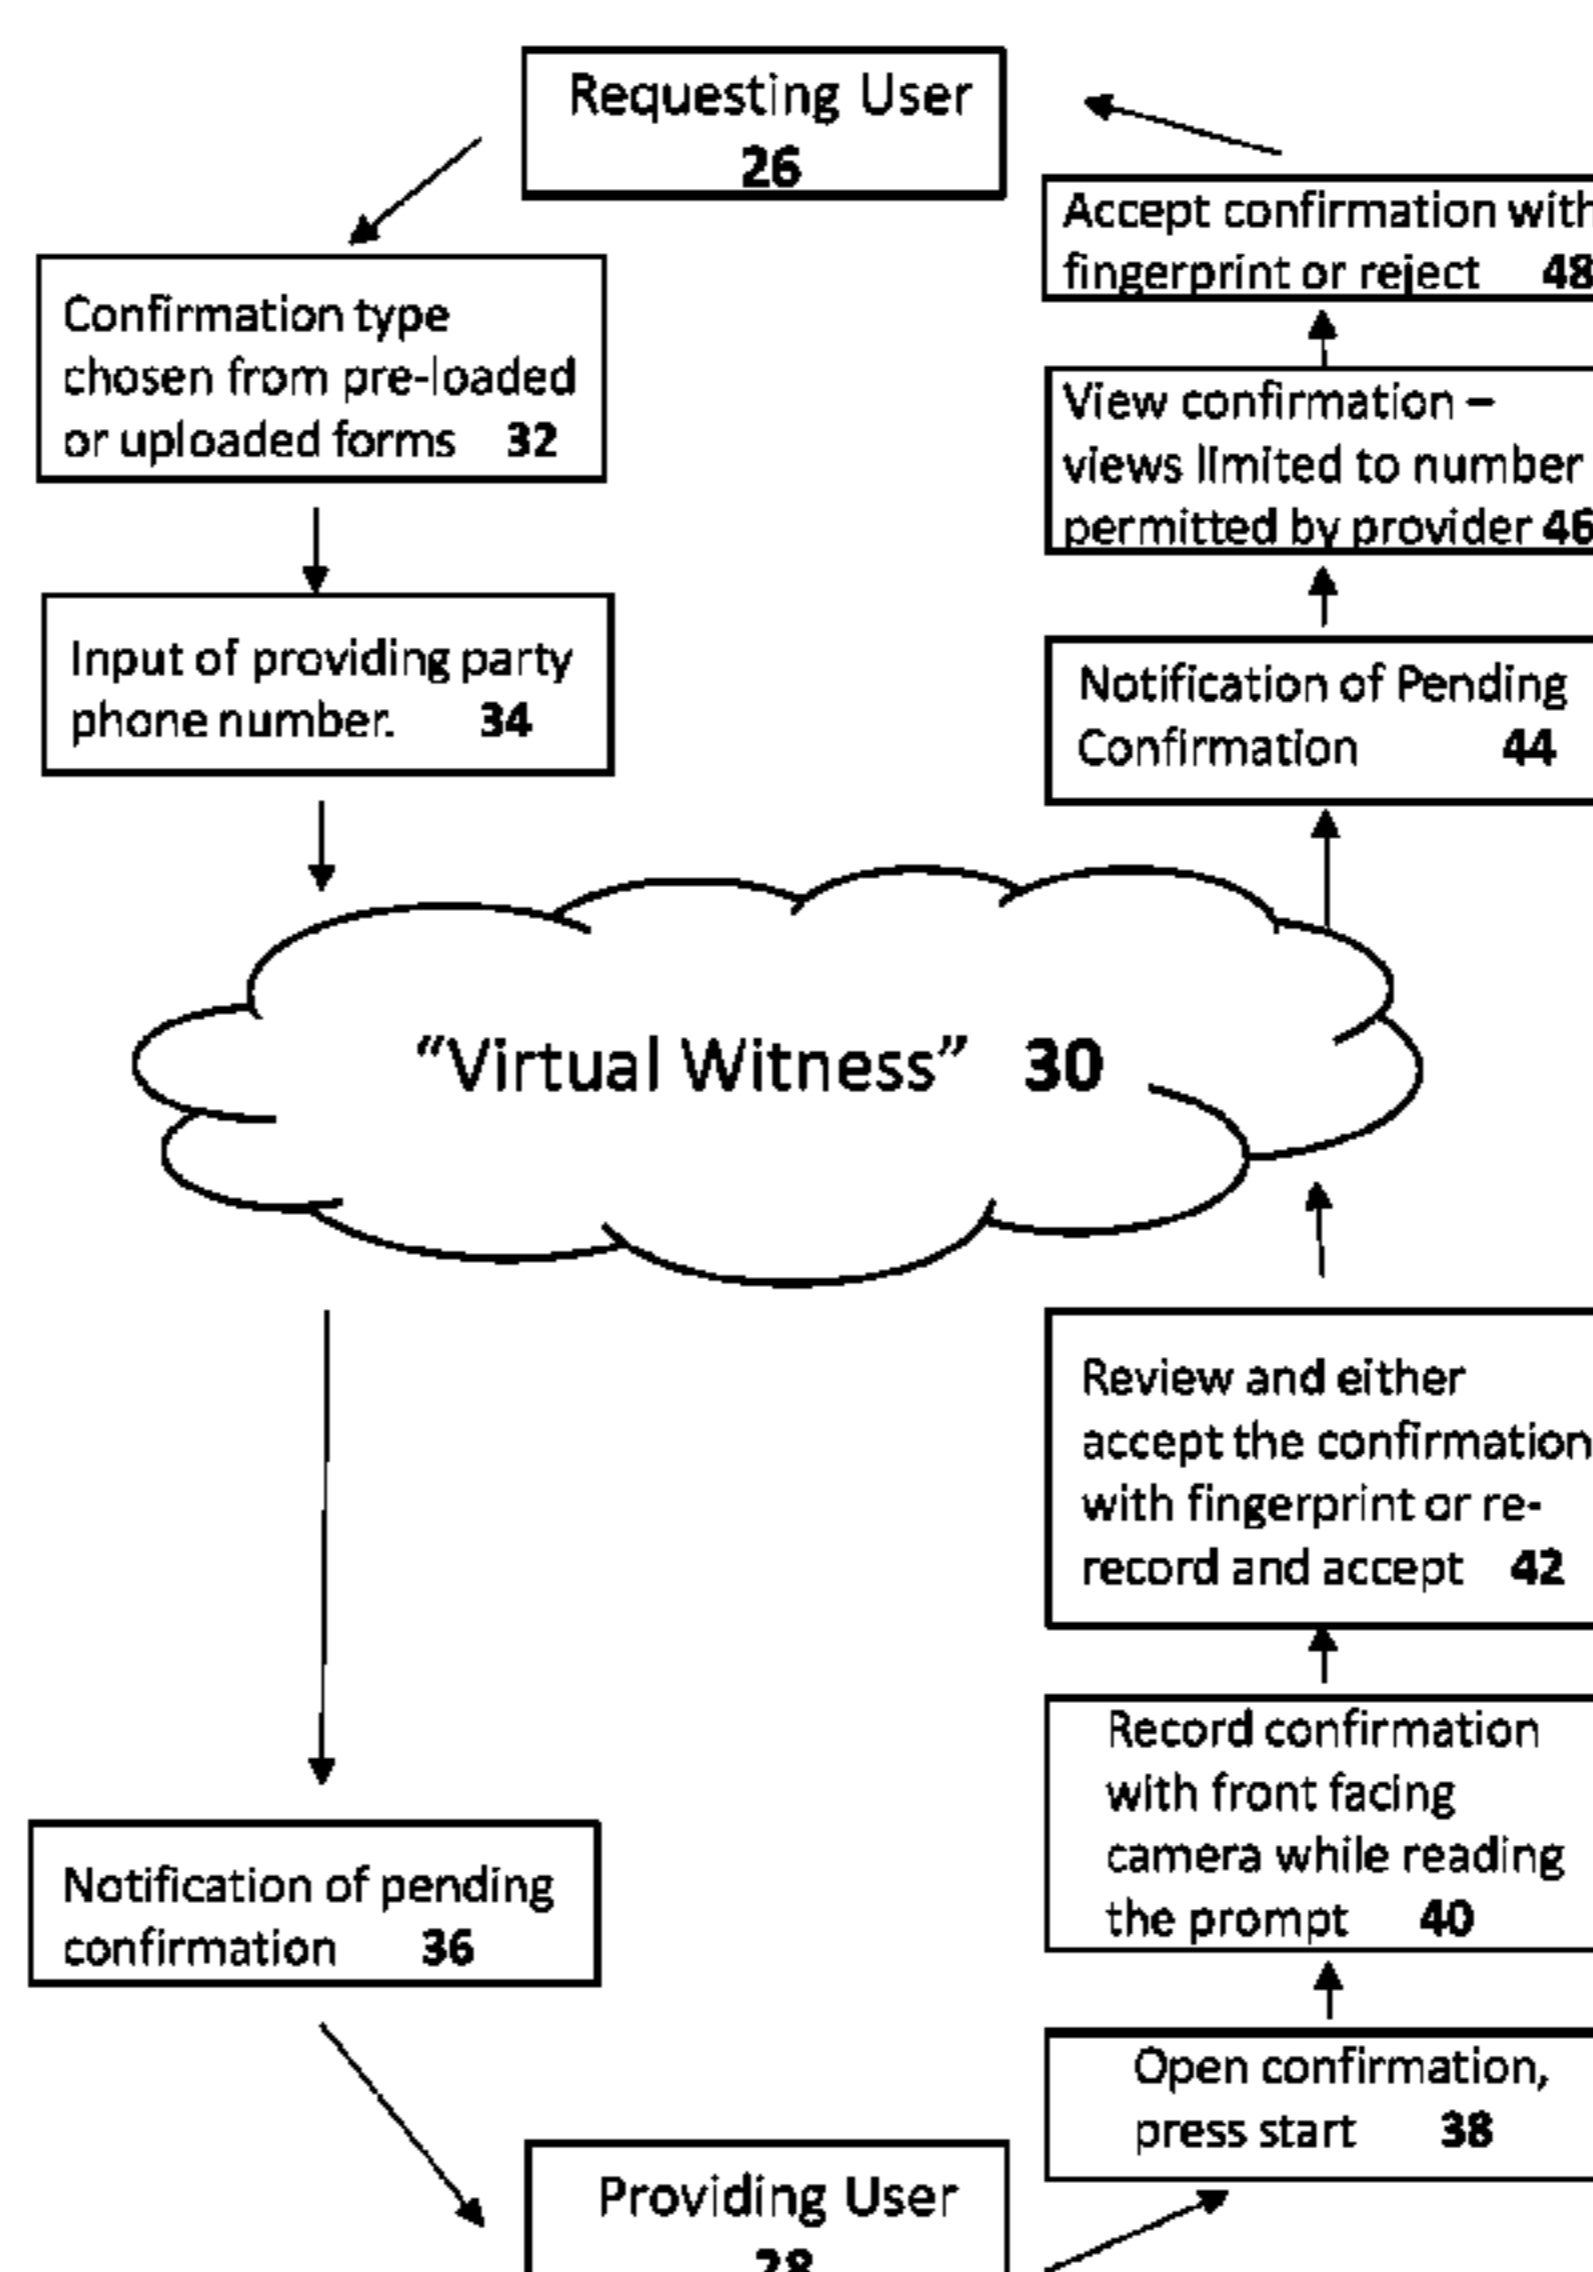 Requesting User
26
Confirmation type
chosen from pre-loaded
or uploaded forms 32
Input of providing party
phone number. 34
"Virtual Witness" 30
Notification of pending
confirmation 36
Providing User
28
Open confirmation,
press start 38
Record confirmation
with front facing
camera while reading
the prompt 40
Review and either
accept the confirmation
with fingerprint or re-
record and accept 42
Notification of Pending
Confirmation 44
View confirmation –
views limited to number
permitted by provider 46
Accept confirmation with
fingerprint or reject 48